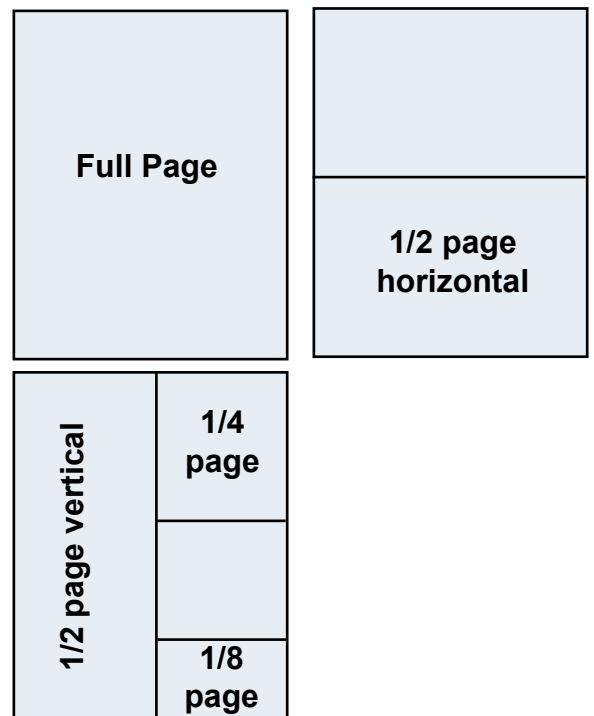 Full Page
1/2 page
horizontal
1/2 page vertical
1/4
page
1/8
page